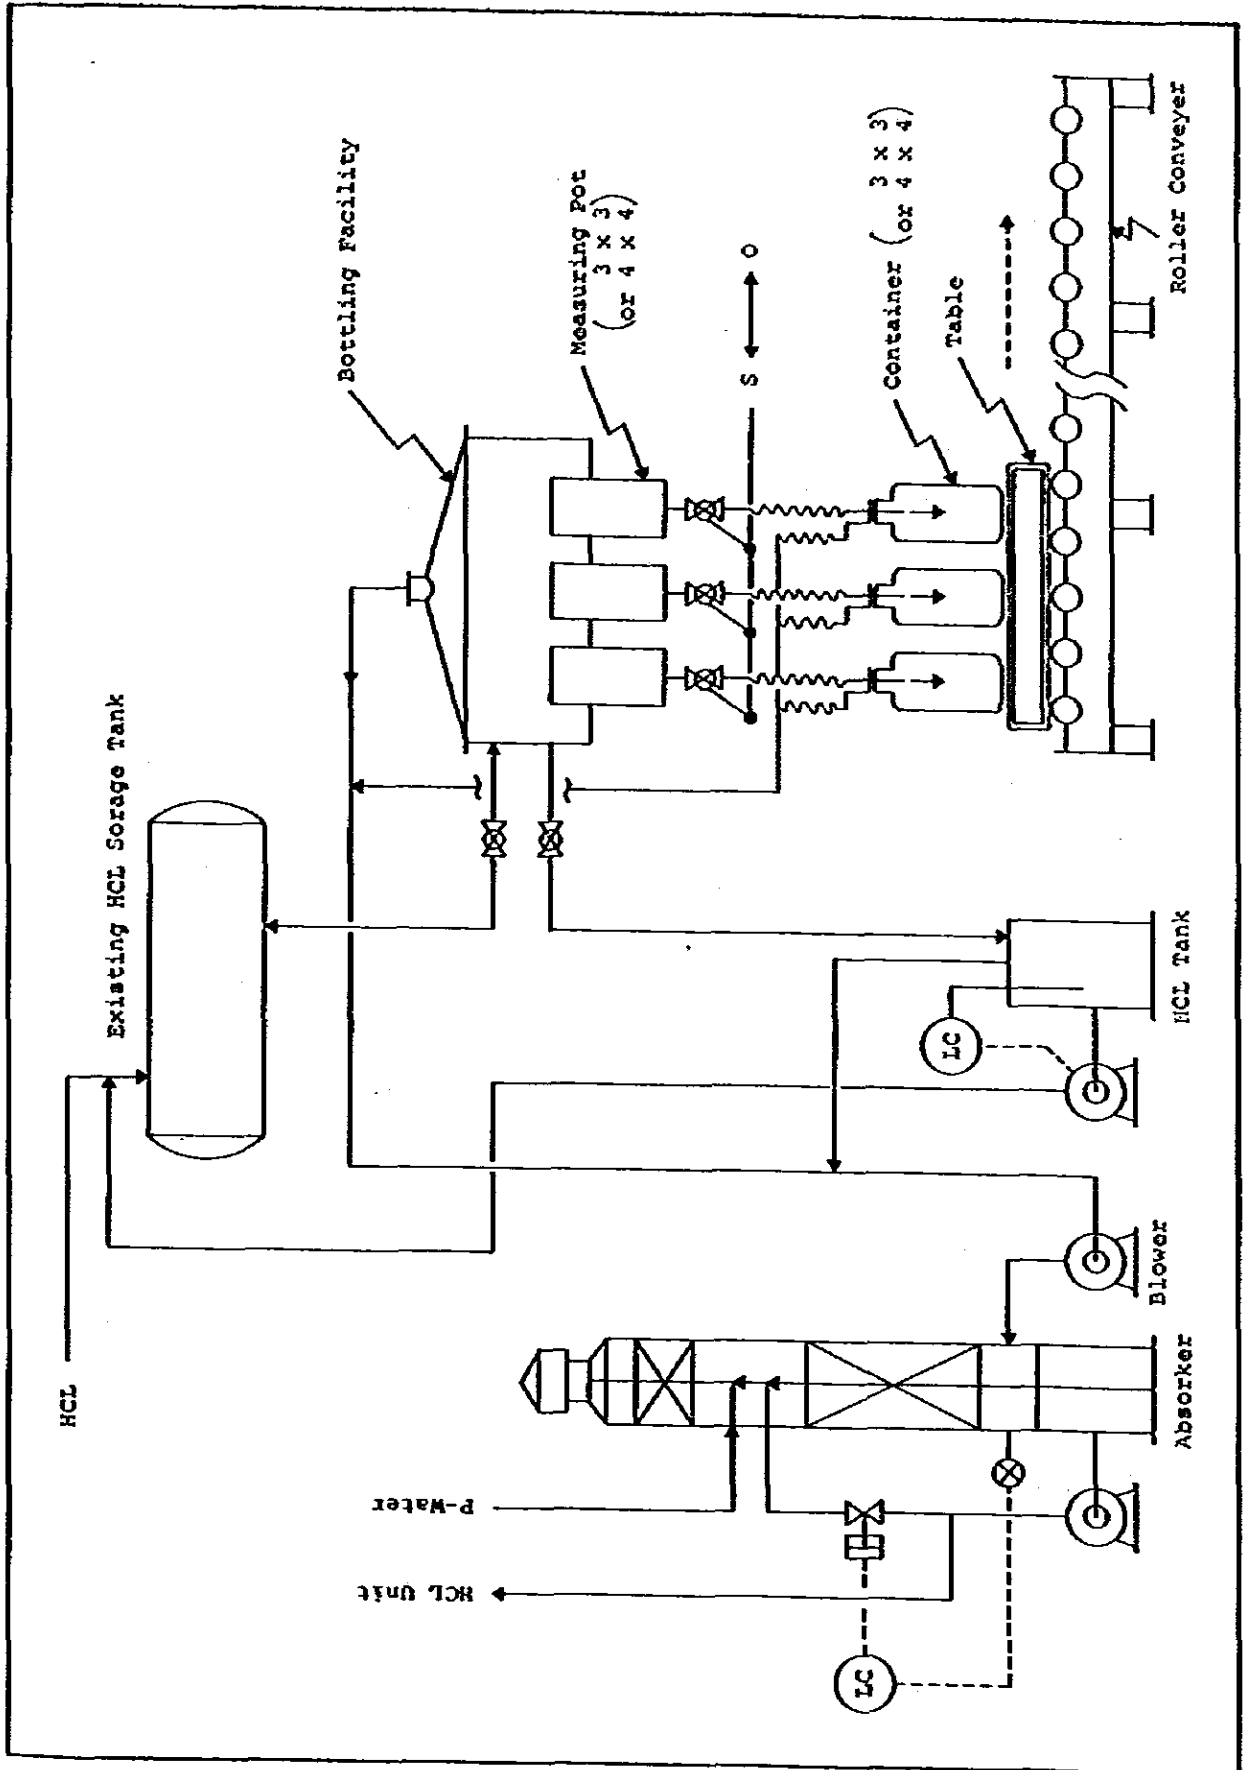 HCL
Existing HCL Sorage Tank
Bottling Facility
Measuring Pot
( 3 x 3 )
(or 4 x 4)
S
O
Container
( 3 x 3 )
(or 4 x 4)
Table
Roller Conveyer
P-Water
HCL Unit
LC
LC
Absorker
Blower
HCL Tank